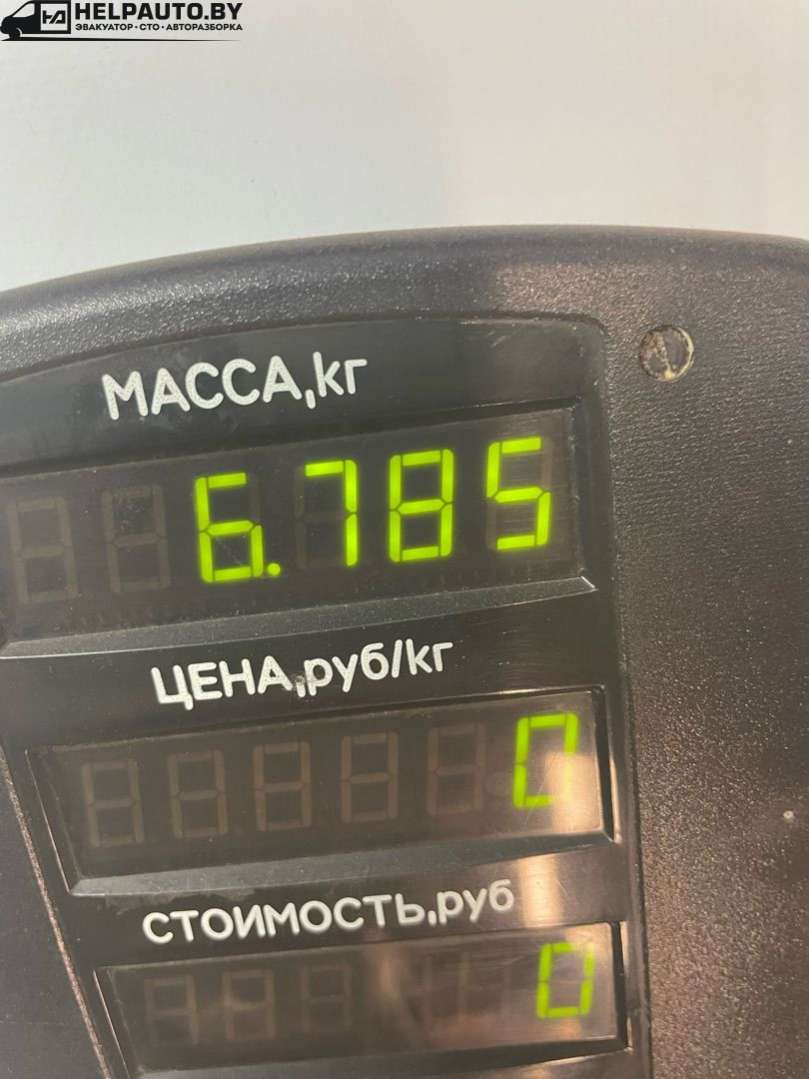 HELPAUTO.BY
ЭВАКУАТОР • СТО • АВТОРАЗБОРКА
МАССА,кг
6.785
ЦЕНА,руб/кг
0
СТОИМОСТЬ,руб
0